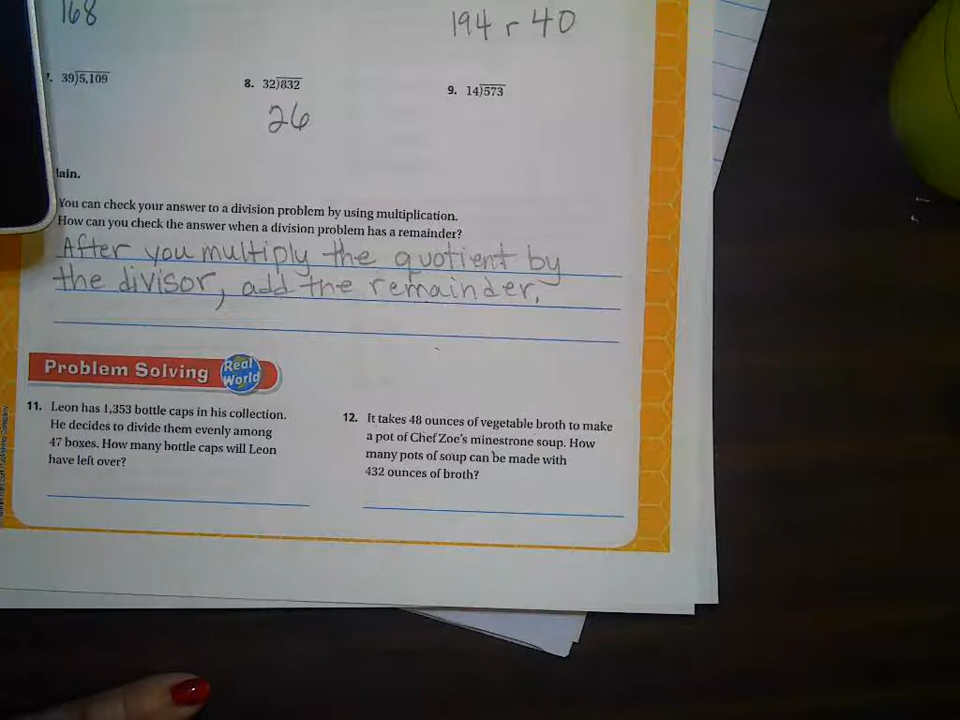 168
194 r 40
39)5,109
8. 32)832
9. 14)573
26
lain.
You can check your answer to a division problem by using multiplication.
How can you check the answer when a division problem has a remainder?
After you multiply the quotient by
the divisor, add the remainder.
Problem Solving Real World
11. Leon has 1,353 bottle caps in his collection.
He decides to divide them evenly among
47 boxes. How many bottle caps will Leon
have left over?
12. It takes 48 ounces of vegetable broth to make
a pot of Chef Zoe's minestrone soup. How
many pots of soup can be made with
432 ounces of broth?